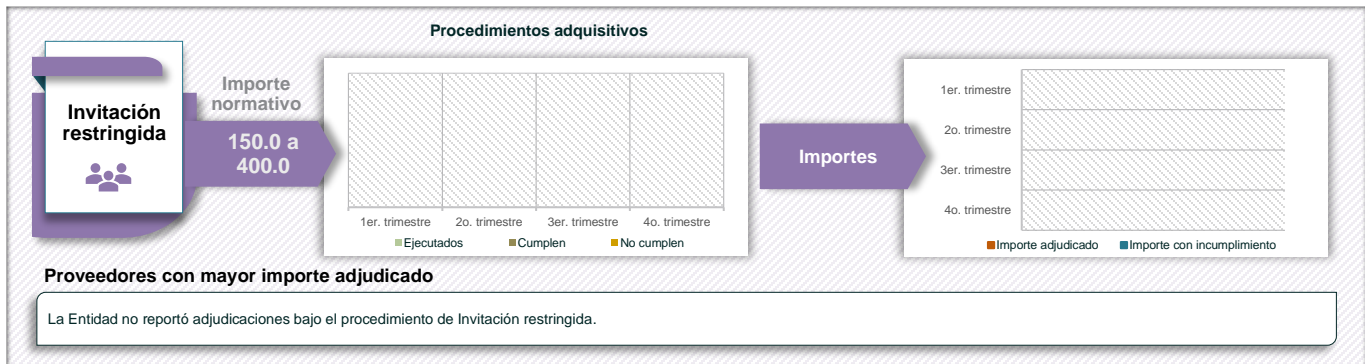 Procedimientos adquisitivos
Invitación
restringida
Importe
normativo
150.0 a
400.0
1er. trimestre
2o. trimestre
3er. trimestre
4o. trimestre
Ejecutados
Cumplen
No cumplen
Importes
1er. trimestre
2o. trimestre
3er. trimestre
4o. trimestre
Importe adjudicado
Importe con incumplimiento
Proveedores con mayor importe adjudicado
La Entidad no reportó adjudicaciones bajo el procedimiento de Invitación restringida.